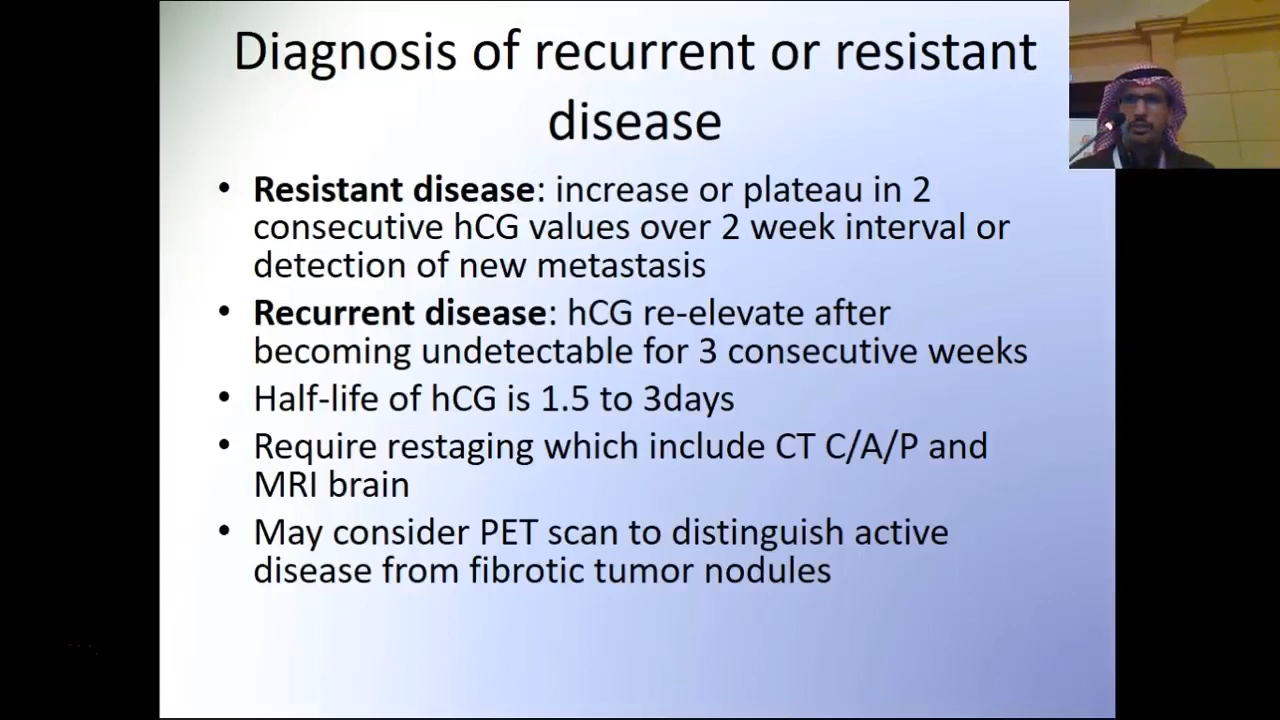 Diagnosis of recurrent or resistant
disease
• Resistant disease: increase or plateau in 2
consecutive hCG values over 2 week interval or
detection of new metastasis
• Recurrent disease: hCG re-elevate after
becoming undetectable for 3 consecutive weeks
• Half-life of hCG is 1.5 to 3days
• Require restaging which include CT C/A/P and
MRI brain
• May consider PET scan to distinguish active
disease from fibrotic tumor nodules